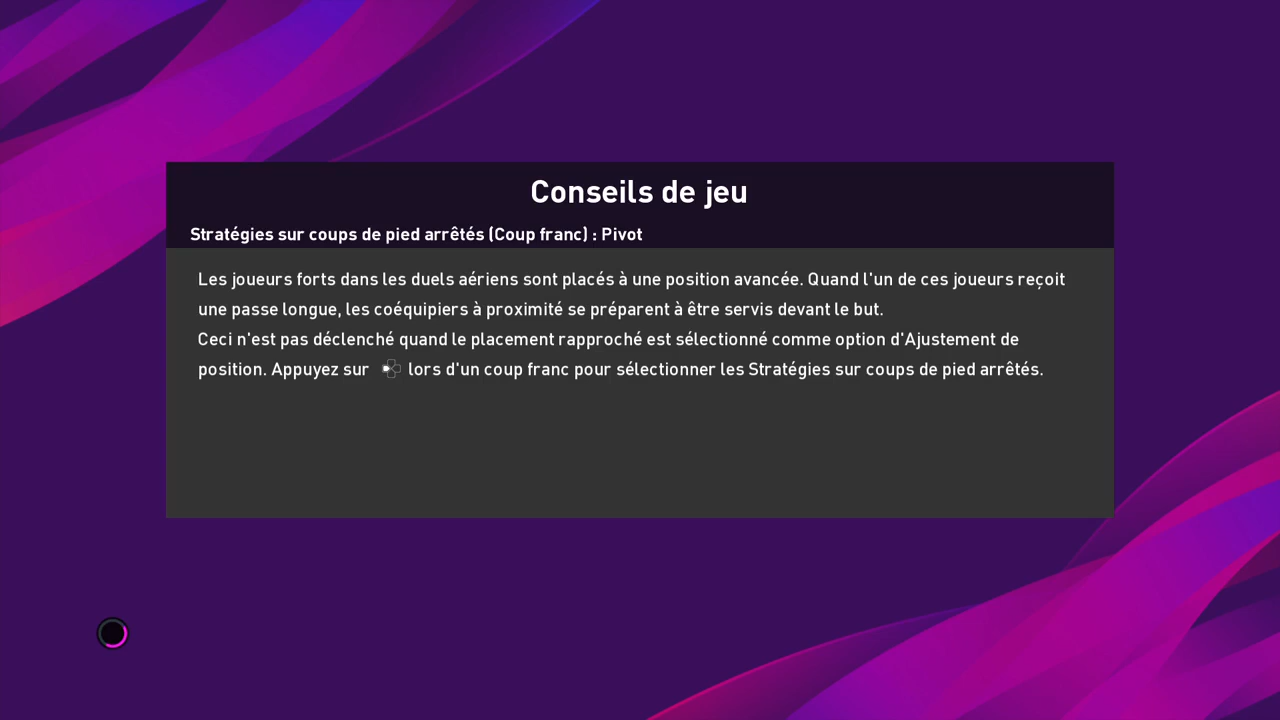 Conseils de jeu
Stratégies sur coups de pied arrêtés (Coup franc) : Pivot
Les joueurs forts dans les duels aériens sont placés à une position avancée. Quand l'un de ces joueurs reçoit
une passe longue, les coéquipiers à proximité se préparent à être servis devant le but.
Ceci n'est pas déclenché quand le placement rapproché est sélectionné comme option d'Ajustement de
position. Appuyez sur lors d'un coup franc pour sélectionner les Stratégies sur coups de pied arrêtés.